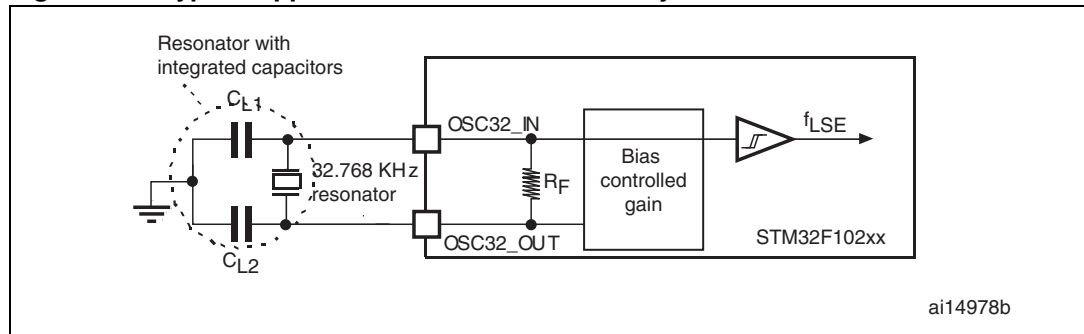 Resonator with
integrated capacitors
CL1
OSC32_IN
fLSE
32.768 KHz
resonator
RF
Bias
controlled
gain
STM32F102xx
OSC32_OUT
CL2
ai14978b